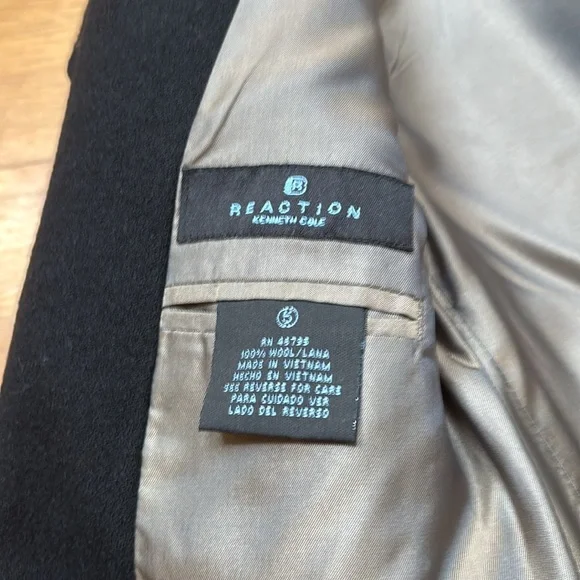 R
REACTION
KENNETH COLE
S
RN 46795
100% WOOL/LANA
MADE IN VIETNAM
HECHO EN VIETNAM
SEE REVERSE FOR CARE
PARA CUIDADO VER
LADO DEL REVERSO